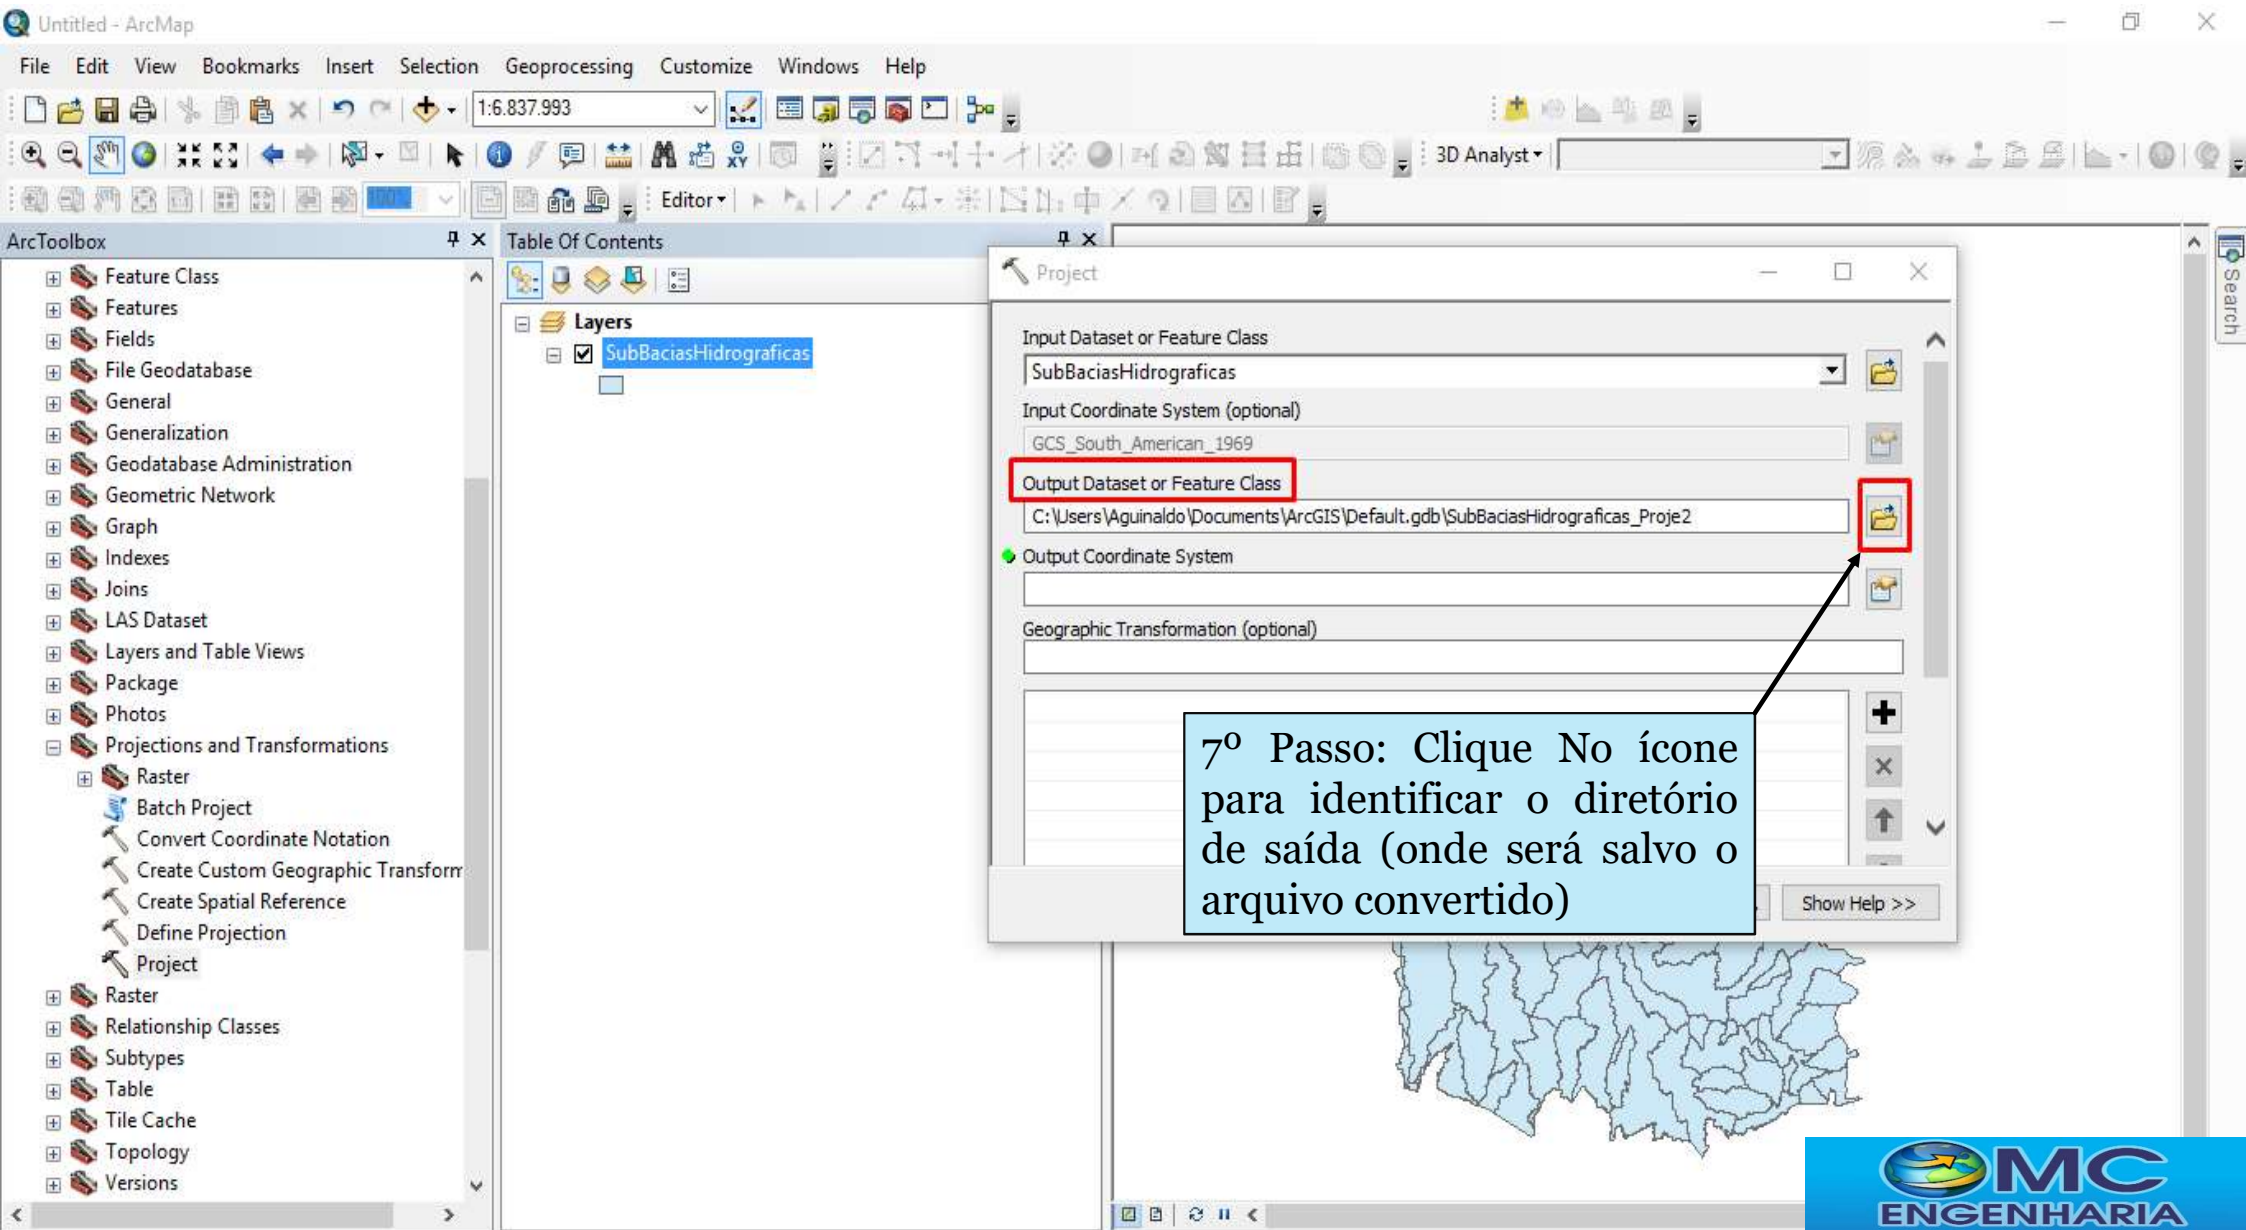 Untitled - ArcMap
File Edit View Bookmarks Insert Selection Geoprocessing Customize Windows Help
1:6.837.993
3D Analyst
100%
Editor
ArcToolbox
Feature Class
Features
Fields
File Geodatabase
General
Generalization
Geodatabase Administration
Geometric Network
Graph
Indexes
Joins
LAS Dataset
Layers and Table Views
Package
Photos
Projections and Transformations
Raster
Batch Project
Convert Coordinate Notation
Create Custom Geographic Transform
Create Spatial Reference
Define Projection
Project
Raster
Relationship Classes
Subtypes
Table
Tile Cache
Topology
Versions
Table Of Contents
Layers
SubBaciasHidrograficas
Project
Input Dataset or Feature Class
SubBaciasHidrograficas
Input Coordinate System (optional)
GCS_South_American_1969
Output Dataset or Feature Class
C:\Users\Aguinaldo\Documents\ArcGIS\Default.gdb\SubBaciasHidrograficas_Proje2
Output Coordinate System
Geographic Transformation (optional)
7º Passo: Clique No ícone
para identificar o diretório
de saída (onde será salvo o
arquivo convertido)
Show Help >>
Search
MC
ENGENHARIA